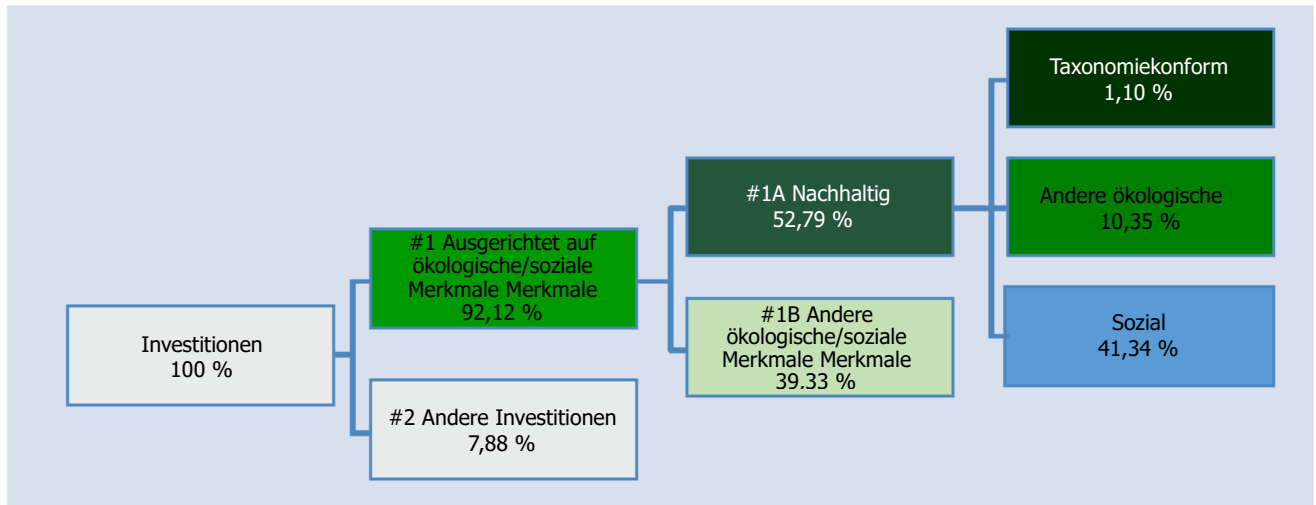 Investitionen
100 %
#1 Ausgerichtet auf
ökologische/soziale
Merkmale Merkmale
92,12 %
#2 Andere Investitionen
7,88 %
#1A Nachhaltig
52,79 %
#1B Andere
ökologische/soziale
Merkmale Merkmale
39,33 %
Taxonomiekonform
1,10 %
Andere ökologische
10,35 %
Sozial
41,34 %